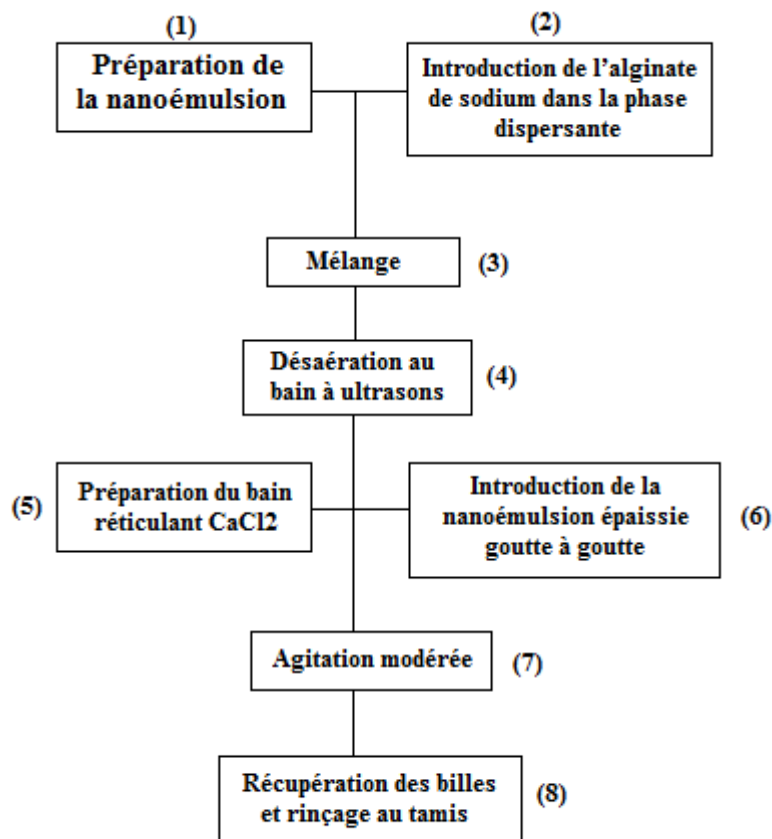 (1)
Préparation de
la nanoémulsion
(2)
Introduction de l’alginate
de sodium dans la phase
dispersante
Mélange
(3)
Désaération au
bain à ultrasons
(4)
(5)
Préparation du bain
réticulant CaCl2
Introduction de la
nanoémulsion épaissie
goutte à goutte
(6)
Agitation modérée
(7)
Récupération des billes
et rinçage au tamis
(8)